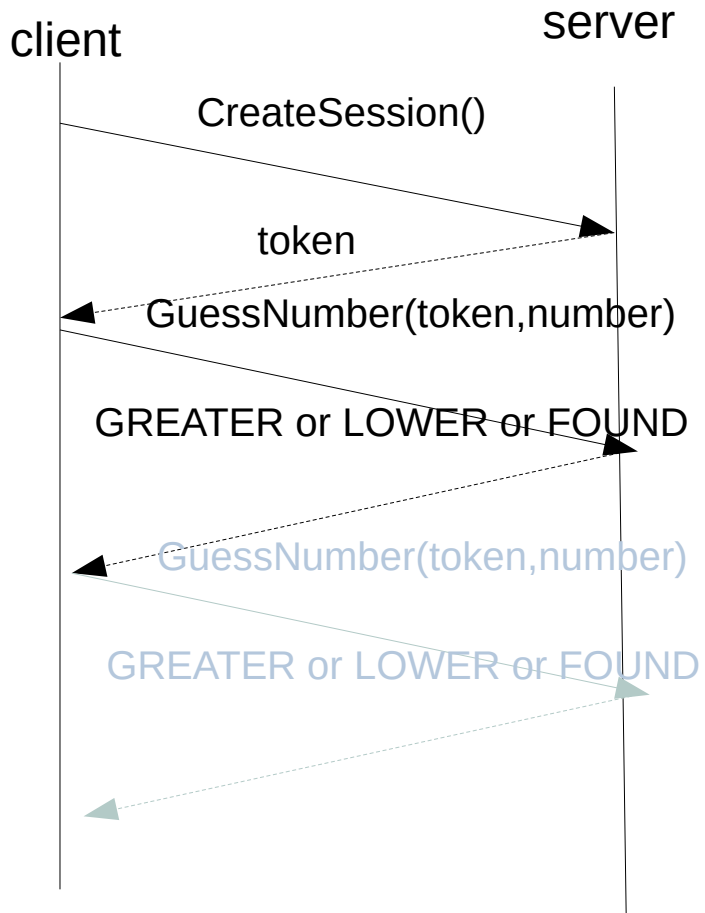 client
server
CreateSession()
token
GuessNumber(token,number)
GREATER or LOWER or FOUND
GuessNumber(token,number)
GREATER or LOWER or FOUND